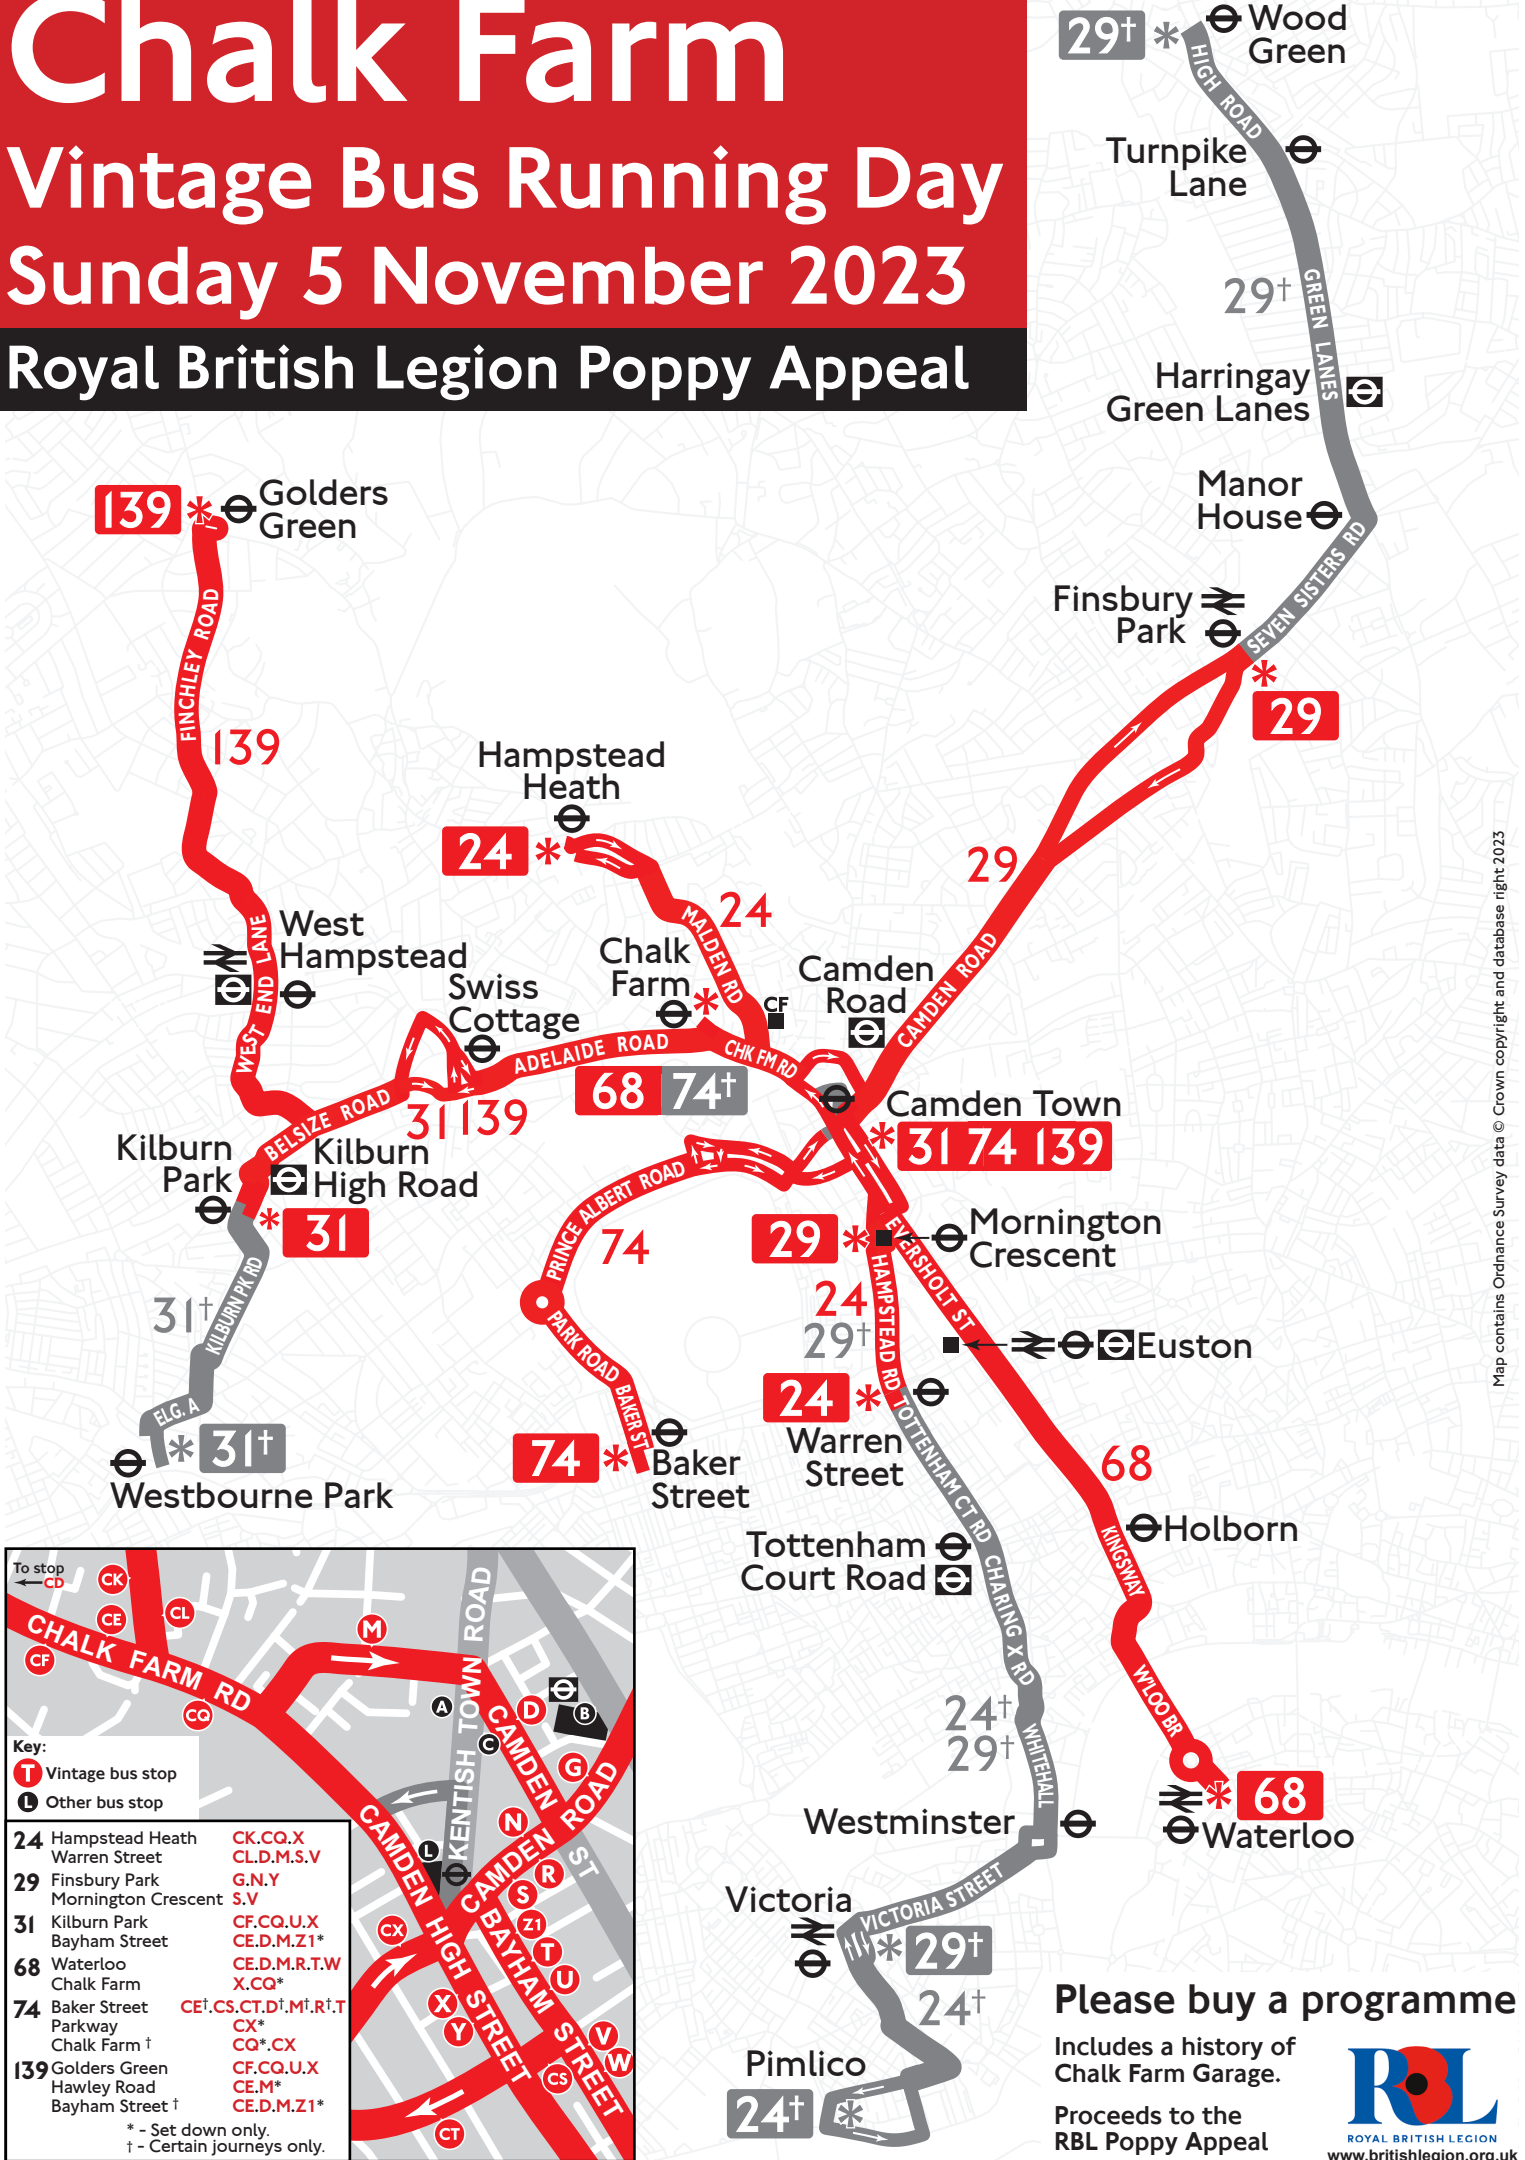 Chalk Farm
Vintage Bus Running Day
Sunday 5 November 2023
Royal British Legion Poppy Appeal
29† *
Wood
Green
HIGH ROAD
Turnpike
Lane
29†
GREEN LANES
Harringay
Green Lanes
Manor
House
SEVEN SISTERS RD
Finsbury
Park
*
29
139 *
Golders
Green
FINCHLEY ROAD
139
Hampstead
Heath
24 *
24
MALDEN RD
29
CAMDEN ROAD
West
Hampstead
WEST END LANE
Swiss
Cottage
Chalk
Farm *
CF
Camden
Road
ADELAIDE ROAD
CHK FM RD
68 74†
BELSIZE ROAD
31 139
Camden Town
* 31 74 139
Kilburn
Park
Kilburn
High Road
* 31
PRINCE ALBERT ROAD
74
29 *
Mornington
Crescent
EVERSHOLT ST
HAMPSTEAD RD
24
29†
KILBURN PK RD
31†
PARK ROAD
BAKER ST
Euston
24 *
Warren
Street
ELG. A
* 31†
Westbourne Park
74 *
Baker
Street
TOTTENHAM CT RD
68
Holborn
KINGSWAY
Tottenham
Court Road
CHARING X RD
WLOO BR
24†
29†
WHITEHALL
* 68
Waterloo
Westminster
Victoria
VICTORIA STREET
* 29†
24†
Pimlico
24† *
Map contains Ordnance Survey data © Crown copyright and database right 2023
To stop
CD
CK
CE
CL
CF
CHALK FARM RD
CQ
M
A
KENTISH TOWN ROAD
D
B
C
CAMDEN ST
G
CAMDEN ROAD
N
L
R
S
Z1
T
U
CAMDEN HIGH STREET
BAYHAM STREET
CX
X
Y
V
W
CS
CT
Key:
T Vintage bus stop
L Other bus stop
24 Hampstead Heath CK.CQ.X
Warren Street CL.D.M.S.V
29 Finsbury Park G.N.Y
Mornington Crescent S.V
31 Kilburn Park CF.CQ.U.X
Bayham Street CE.D.M.Z1*
68 Waterloo CE.D.M.R.T.W
Chalk Farm X.CQ*
74 Baker Street CE†.CS.CT.D†.M†.R†.T
Parkway CX*
Chalk Farm † CQ*.CX
139 Golders Green CF.CQ.U.X
Hawley Road CE.M*
Bayham Street † CE.D.M.Z1*
* - Set down only.
† - Certain journeys only.
Please buy a programme
Includes a history of
Chalk Farm Garage.
Proceeds to the
RBL Poppy Appeal
RBL
ROYAL BRITISH LEGION
www.britishlegion.org.uk